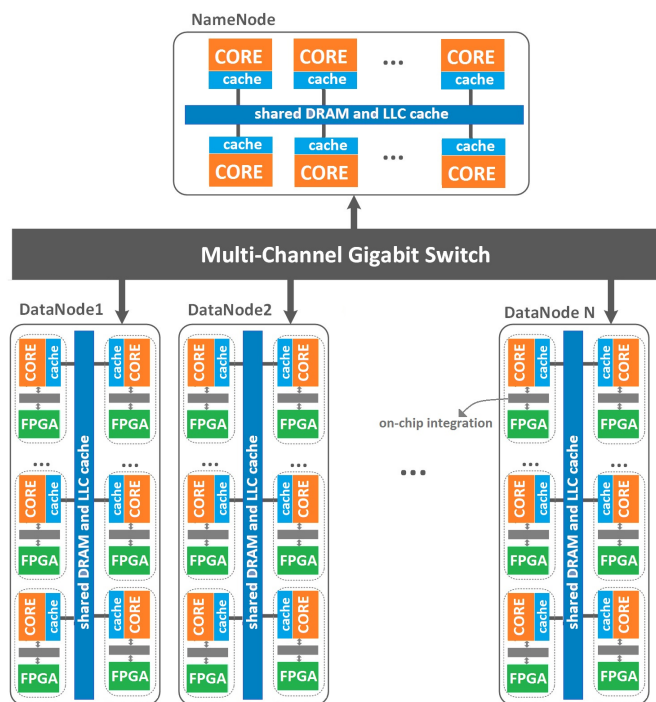 NameNode
CORE CORE ... CORE
cache cache cache
shared DRAM and LLC cache
cache cache ... cache
CORE CORE CORE
Multi-Channel Gigabit Switch
DataNode1
CORE cache cache CORE
FPGA FPGA
... ...
CORE cache cache CORE
FPGA FPGA
CORE cache cache CORE
FPGA FPGA
shared DRAM and LLC cache
DataNode2
CORE cache cache CORE
FPGA FPGA
... ...
CORE cache cache CORE
FPGA FPGA
CORE cache cache CORE
FPGA FPGA
shared DRAM and LLC cache
on-chip integration
...
DataNode N
CORE cache cache CORE
FPGA FPGA
... ...
CORE cache cache CORE
FPGA FPGA
CORE cache cache CORE
FPGA FPGA
shared DRAM and LLC cache